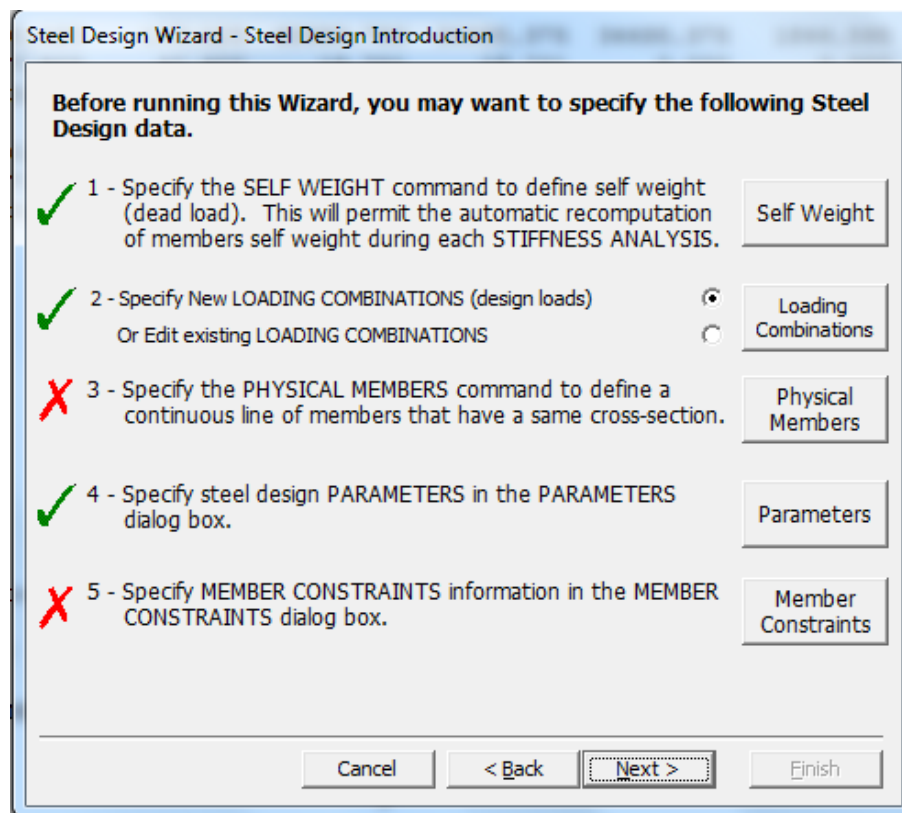 Steel Design Wizard - Steel Design Introduction
Before running this Wizard, you may want to specify the following Steel
Design data.
1 - Specify the SELF WEIGHT command to define self weight
(dead load). This will permit the automatic recomputation
of members self weight during each STIFFNESS ANALYSIS.
Self Weight
2 - Specify New LOADING COMBINATIONS (design loads)
Or Edit existing LOADING COMBINATIONS
Loading
Combinations
3 - Specify the PHYSICAL MEMBERS command to define a
continuous line of members that have a same cross-section.
Physical
Members
4 - Specify steel design PARAMETERS in the PARAMETERS
dialog box.
Parameters
5 - Specify MEMBER CONSTRAINTS information in the MEMBER
CONSTRAINTS dialog box.
Member
Constraints
Cancel
< Back
Next >
Finish